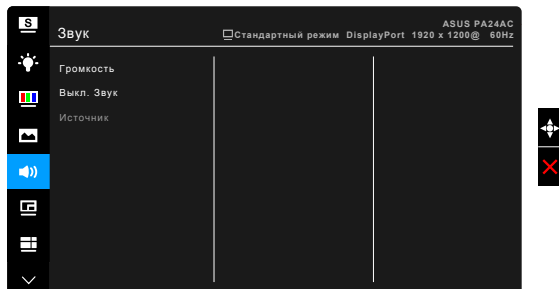 S
ASUS PA24AC
Звук
Стандартный режим DisplayPort 1920 x 1200@ 60Hz
Громкость
Выкл. Звук
Источник